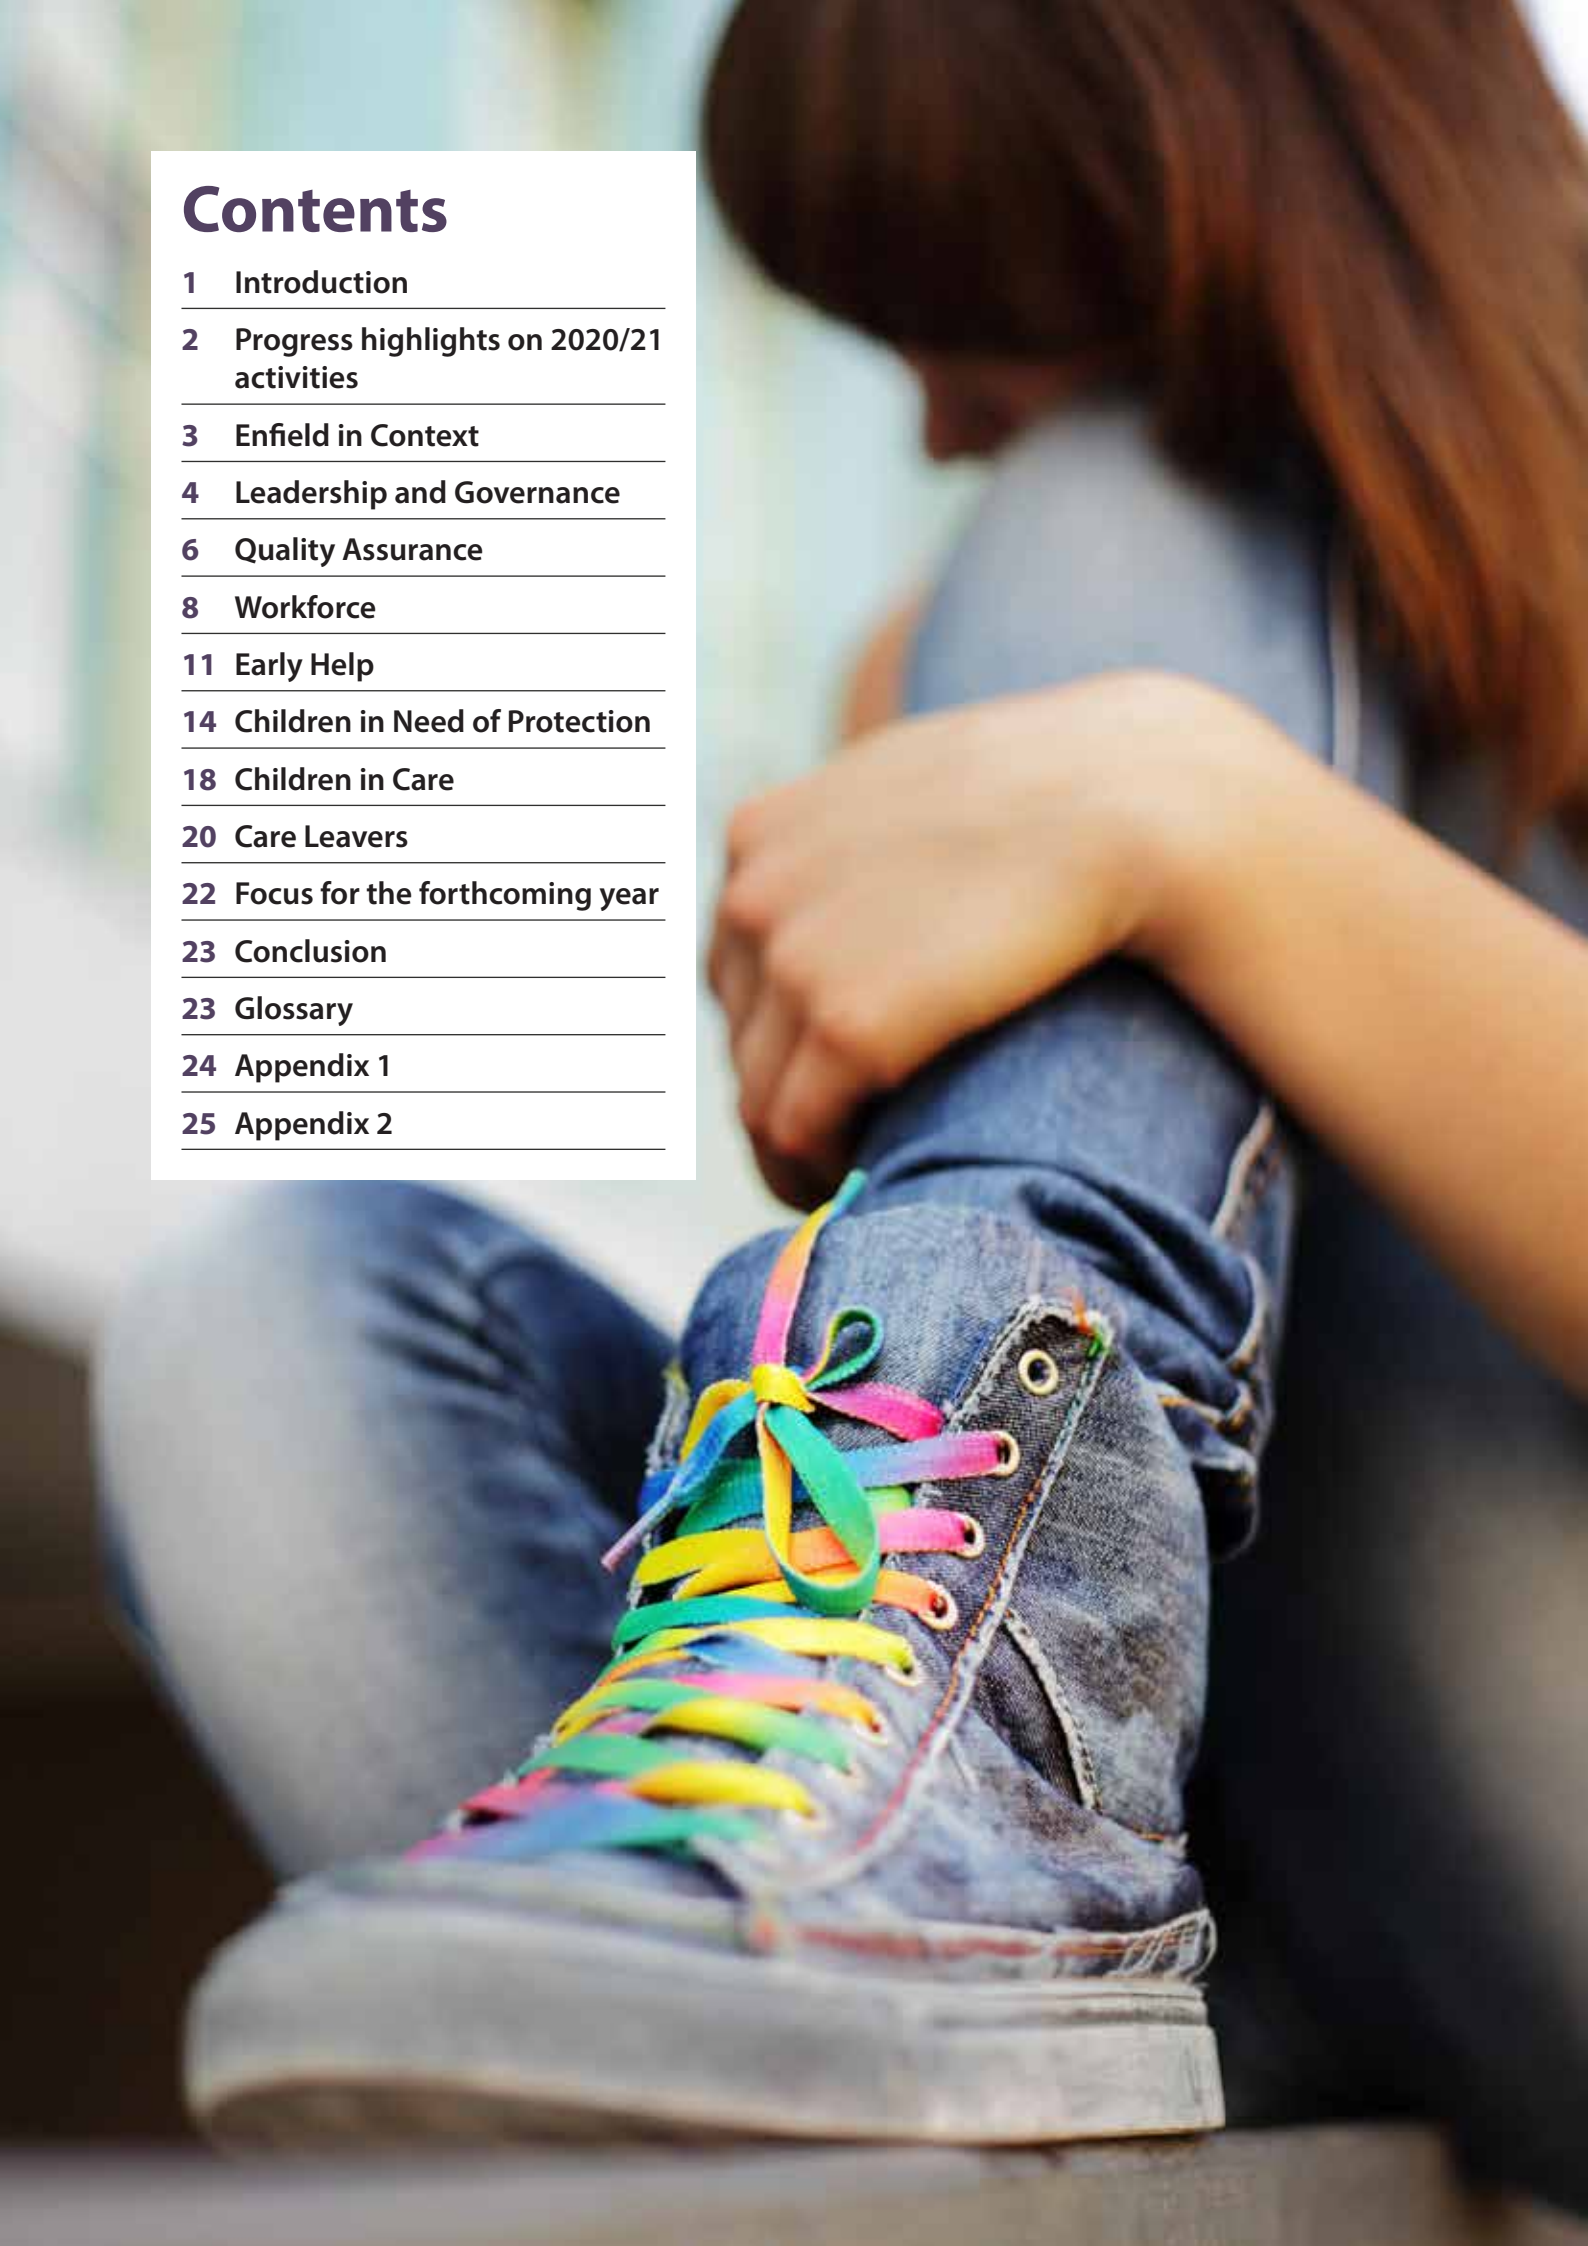 Contents
1 Introduction
2 Progress highlights on 2020/21
activities
3 Enfield in Context
4 Leadership and Governance
6 Quality Assurance
8 Workforce
11 Early Help
14 Children in Need of Protection
18 Children in Care
20 Care Leavers
22 Focus for the forthcoming year
23 Conclusion
23 Glossary
24 Appendix 1
25 Appendix 2